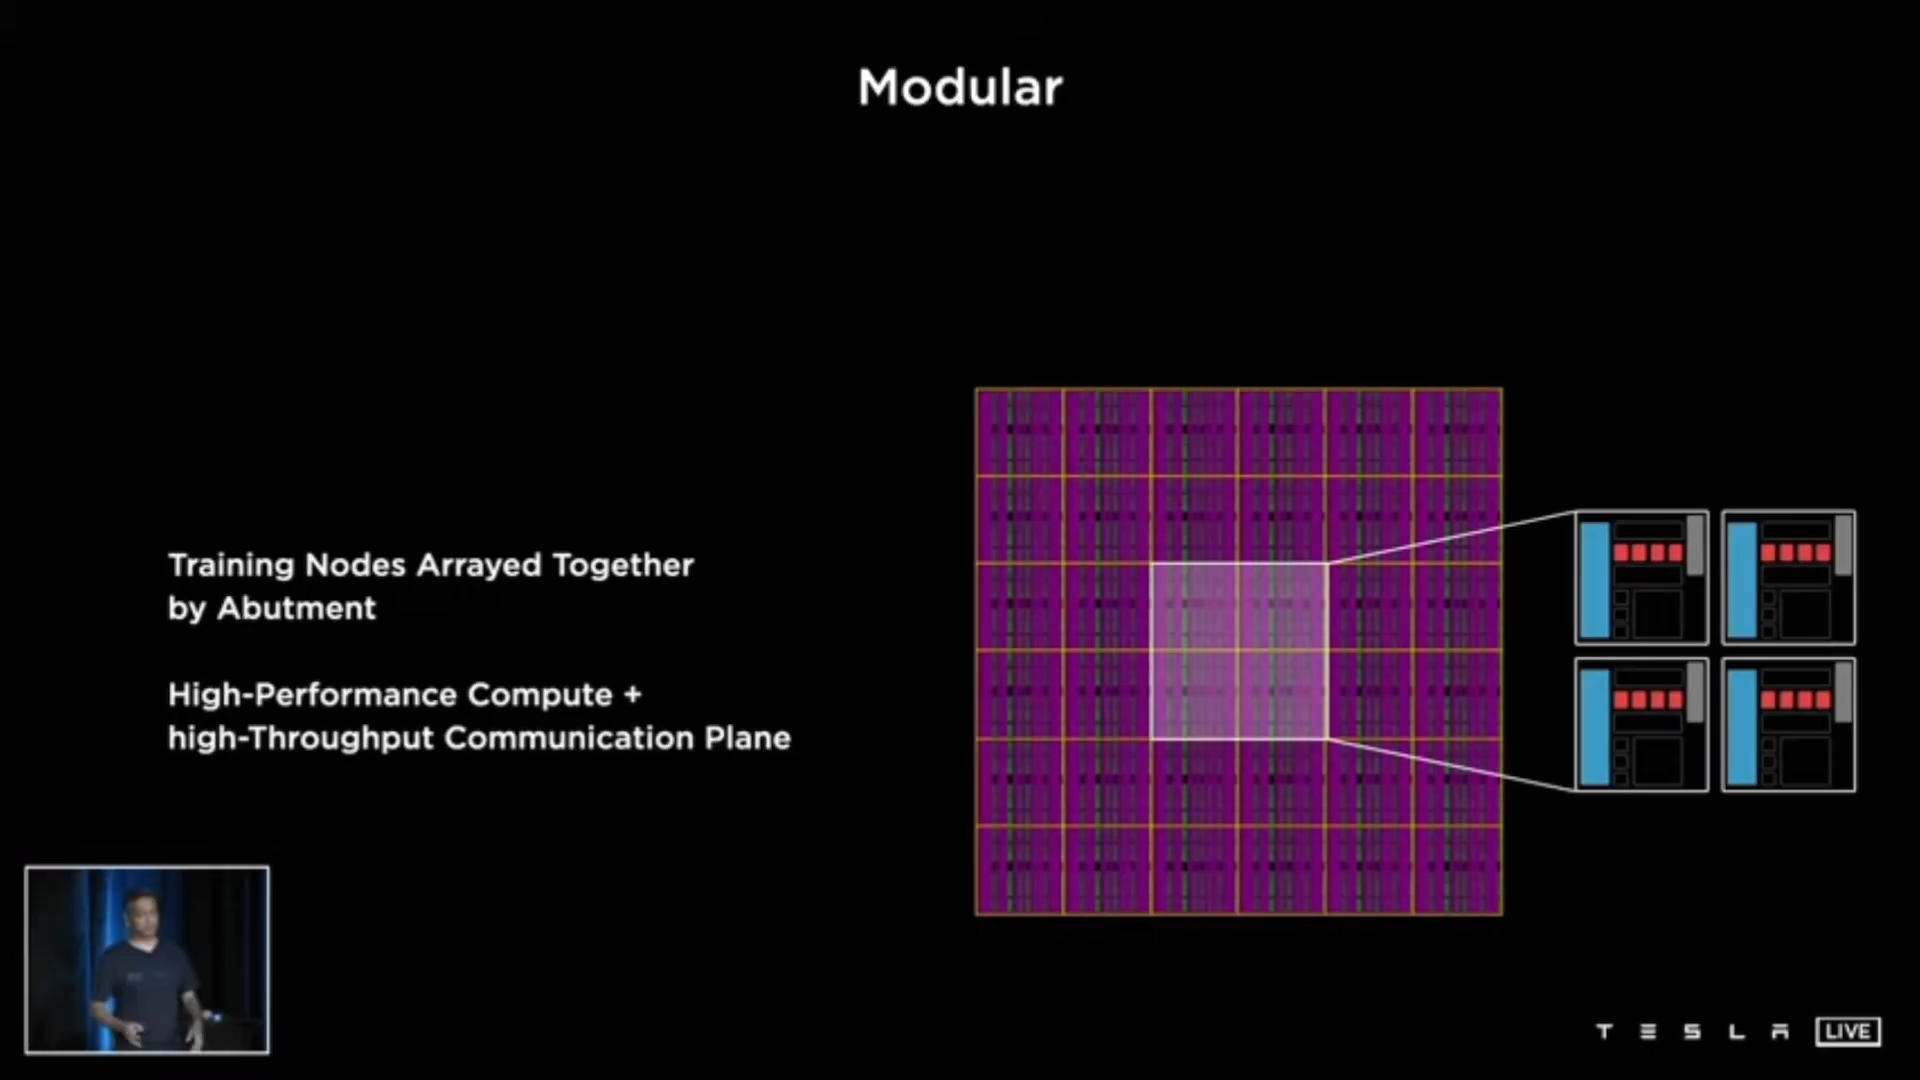 Modular
Training Nodes Arrayed Together
by Abutment
High-Performance Compute +
high-Throughput Communication Plane
TESLA LIVE